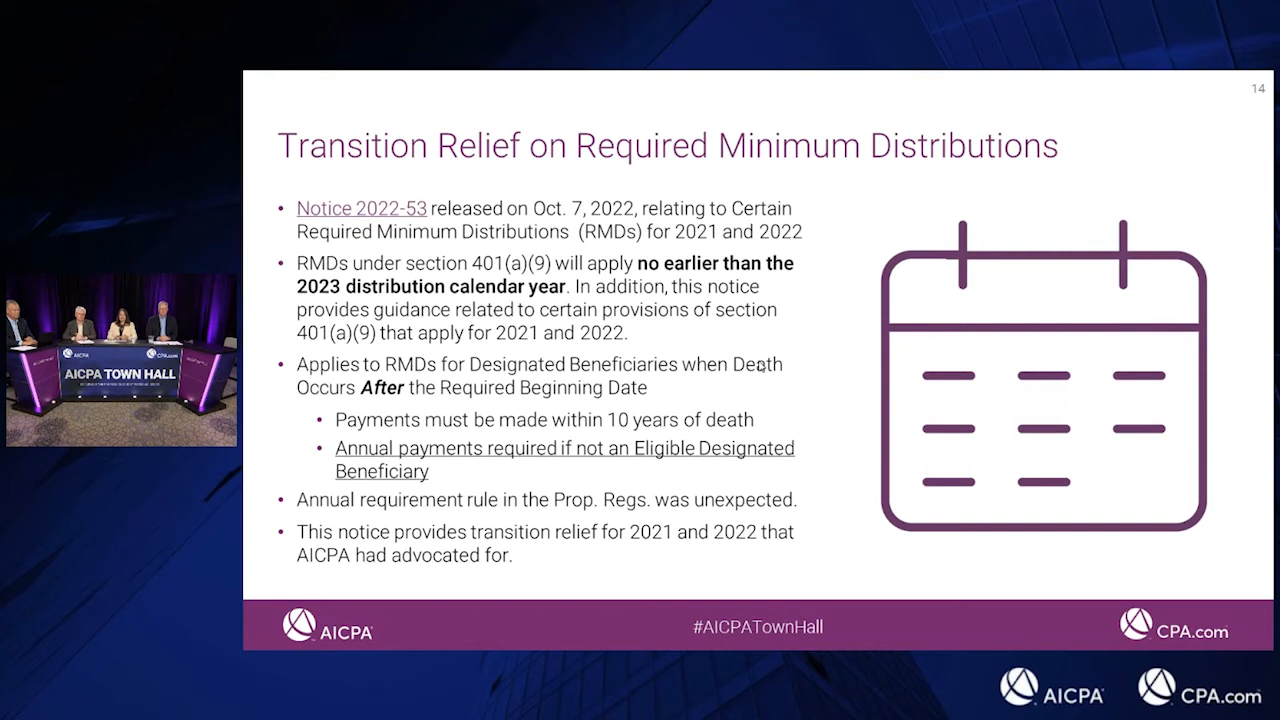 14
Transition Relief on Required Minimum Distributions
• Notice 2022-53 released on Oct. 7, 2022, relating to Certain
Required Minimum Distributions (RMDs) for 2021 and 2022
• RMDs under section 401(a)(9) will apply no earlier than the
2023 distribution calendar year. In addition, this notice
provides guidance related to certain provisions of section
401(a)(9) that apply for 2021 and 2022.
• Applies to RMDs for Designated Beneficiaries when Death
Occurs After the Required Beginning Date
• Payments must be made within 10 years of death
• Annual payments required if not an Eligible Designated
Beneficiary
• Annual requirement rule in the Prop. Regs. was unexpected.
• This notice provides transition relief for 2021 and 2022 that
AICPA had advocated for.
AICPA
#AICPATownHall
CPA.com
AICPA
CPA.com
AICPA TOWN HALL
AICPA
CPA.com